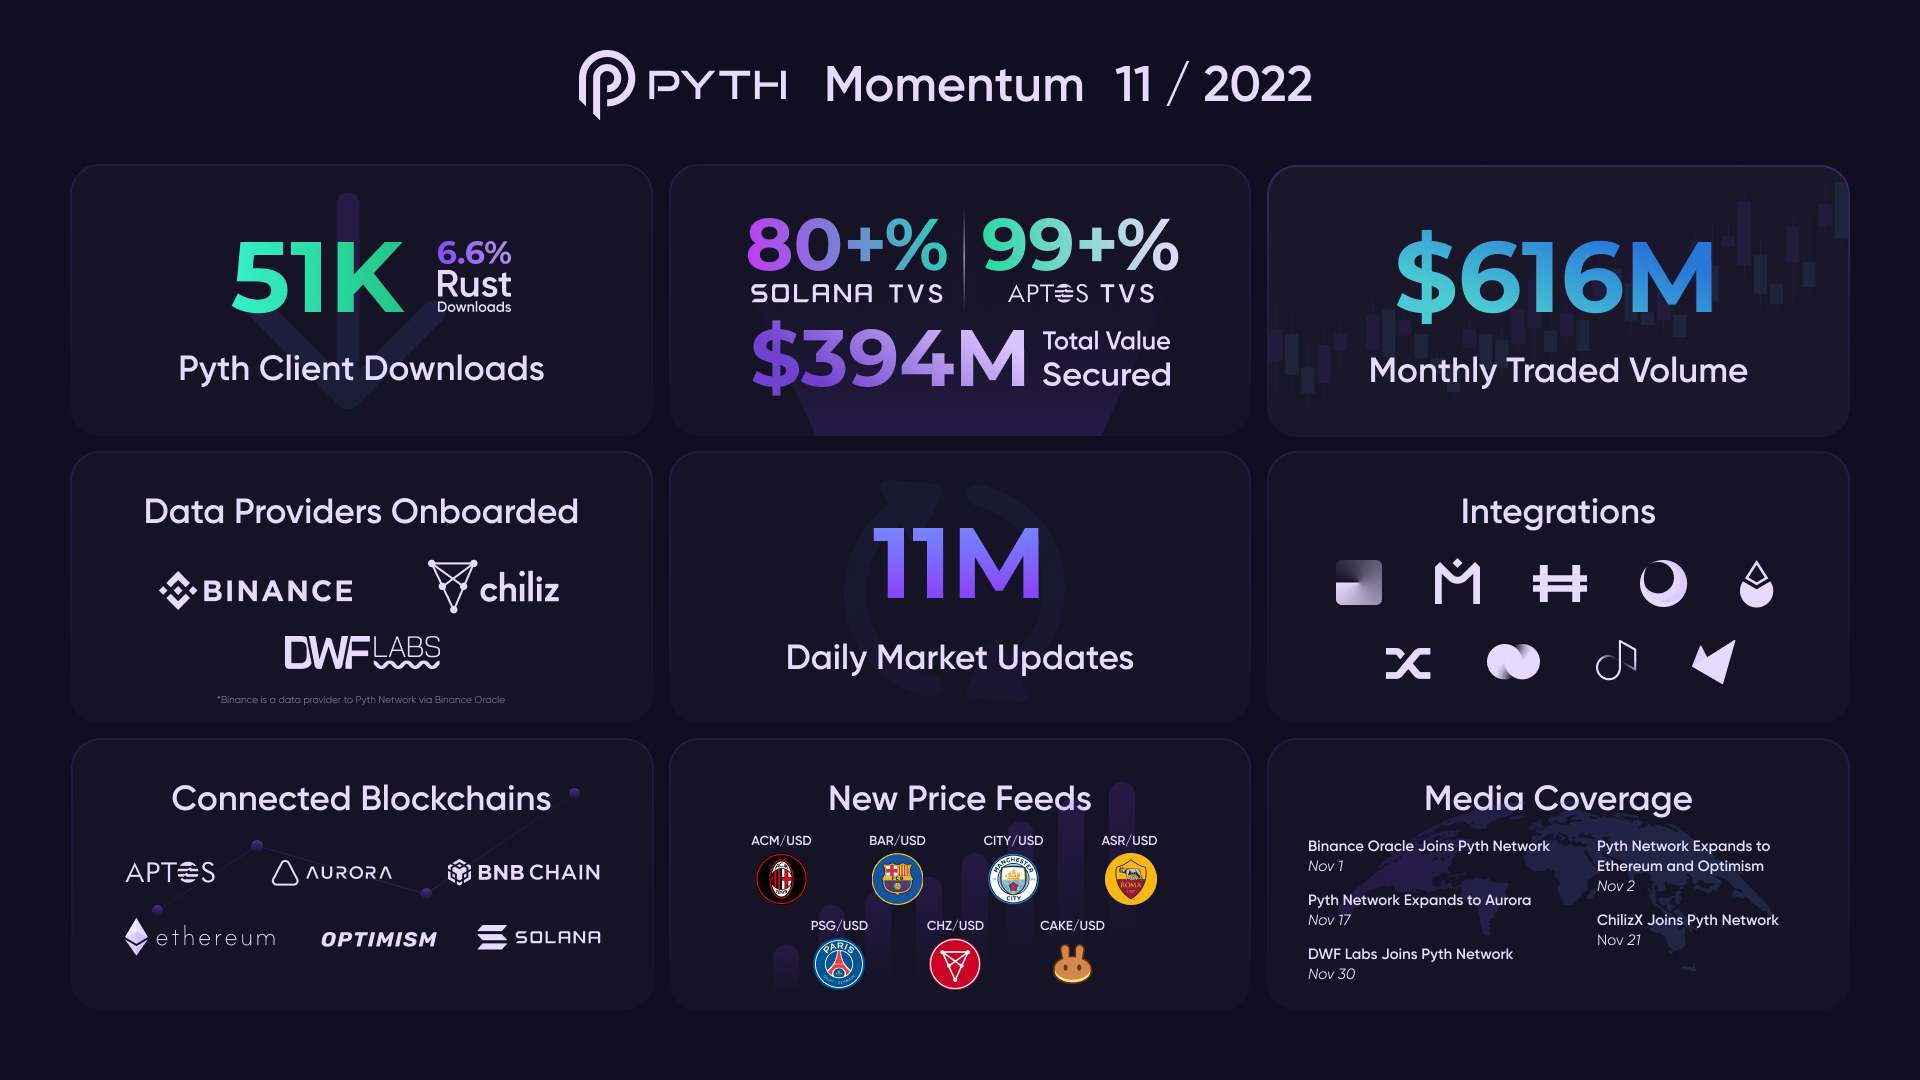 PYTH Momentum 11 / 2022
51K
6.6%
Rust
Downloads
Pyth Client Downloads
80+%
SOLANA TVS
99+%
APTOS TVS
$394M
Total Value
Secured
$616M
Monthly Traded Volume
Data Providers Onboarded
BINANCE
chiliz
DWF LABS
*Binance is a data provider to Pyth Network via Binance Oracle
11M
Daily Market Updates
Integrations
Connected Blockchains
APTOS
AURORA
BNB CHAIN
ethereum
OPTIMISM
SOLANA
New Price Feeds
ACM/USD
BAR/USD
CITY/USD
ASR/USD
MANCHESTER
CITY
ROMA
PSG/USD
CHZ/USD
CAKE/USD
PARIS
Media Coverage
Binance Oracle Joins Pyth Network
Nov 1
Pyth Network Expands to Aurora
Nov 17
DWF Labs Joins Pyth Network
Nov 30
Pyth Network Expands to
Ethereum and Optimism
Nov 2
ChilizX Joins Pyth Network
Nov 21